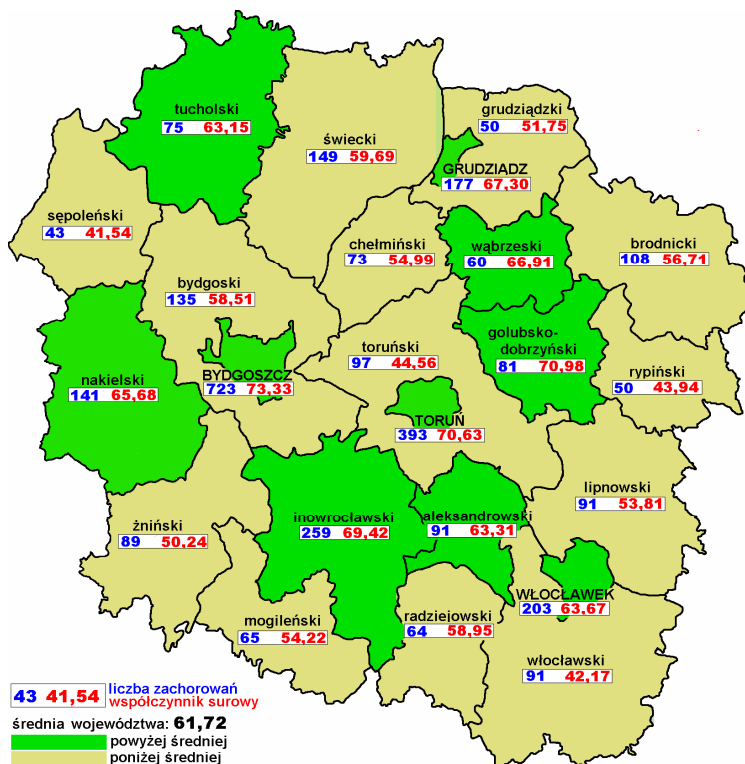 tucholski
75 63,15
świecki
149 59,69
grudziądzki
50 51,75
GRUDZIĄDZ
177 67,30
sępoleński
43 41,54
chełmiński
73 54,99
wąbrzeski
60 66,91
brodnicki
108 56,71
bydgoski
135 58,51
toruński
97 44,56
golubsko-
dobrzyński
81 70,98
rypiński
50 43,94
nakielski
141 65,68
BYDGOSZCZ
723 73,33
TORUŃ
393 70,63
lipnowski
91 53,81
żniński
89 50,24
inowrocławski
259 69,42
aleksandrowski
91 63,31
WŁOCŁAWEK
203 63,67
mogileński
65 54,22
radziejowski
64 58,95
włocławski
91 42,17
43 41,54 liczba zachorowań
współczynnik surowy
średnia województwa: 61,72
powyżej średniej
poniżej średniej